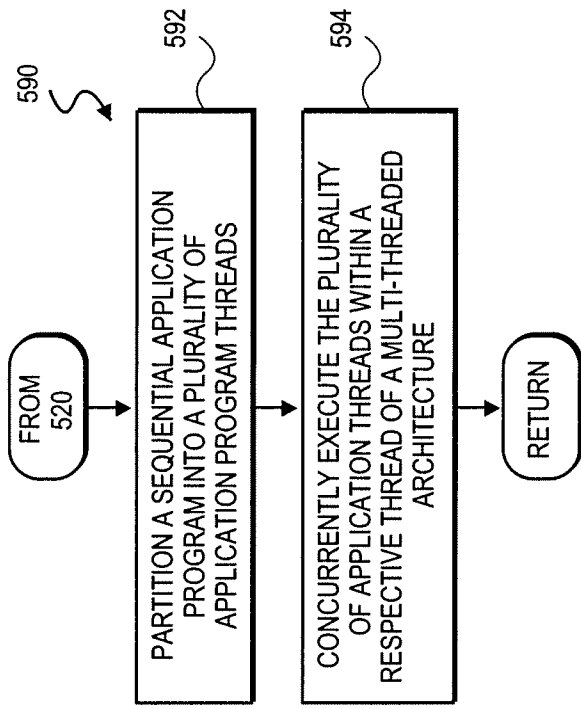 590
FROM
520
PARTITION A SEQUENTIAL APPLICATION
PROGRAM INTO A PLURALITY OF
APPLICATION PROGRAM THREADS
592
CONCURRENTLY EXECUTE THE PLURALITY
OF APPLICATION THREADS WITHIN A
RESPECTIVE THREAD OF A MULTI-THREADED
ARCHITECTURE
594
RETURN